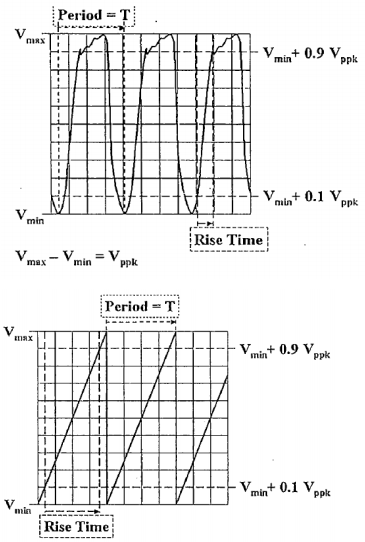 Period = T
Vmax
Vmin+ 0.9 Vppk
Vmin+ 0.1 Vppk
Vmin
Rise Time
Vmax – Vmin = Vppk
Period = T
Vmax
Vmin+ 0.9 Vppk
Vmin+ 0.1 Vppk
Vmin
Rise Time